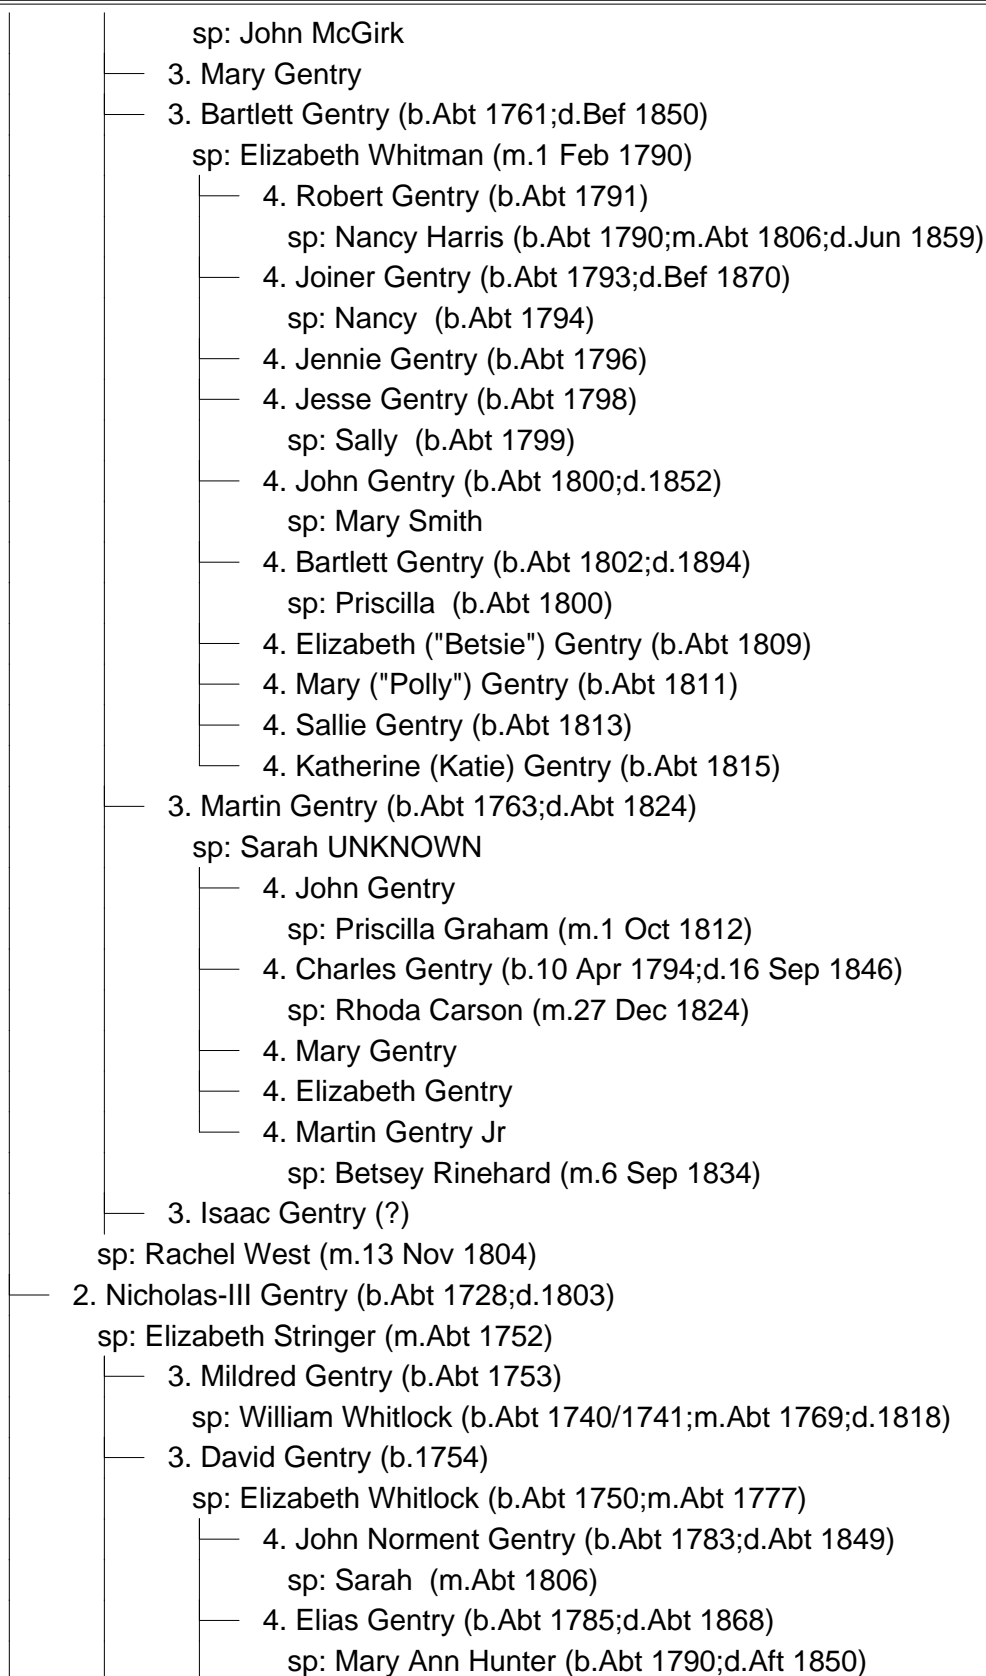 sp: John McGirk
3. Mary Gentry
3. Bartlett Gentry (b.Abt 1761;d.Bef 1850)
sp: Elizabeth Whitman (m.1 Feb 1790)
4. Robert Gentry (b.Abt 1791)
sp: Nancy Harris (b.Abt 1790;m.Abt 1806;d.Jun 1859)
4. Joiner Gentry (b.Abt 1793;d.Bef 1870)
sp: Nancy (b.Abt 1794)
4. Jennie Gentry (b.Abt 1796)
4. Jesse Gentry (b.Abt 1798)
sp: Sally (b.Abt 1799)
4. John Gentry (b.Abt 1800;d.1852)
sp: Mary Smith
4. Bartlett Gentry (b.Abt 1802;d.1894)
sp: Priscilla (b.Abt 1800)
4. Elizabeth ("Betsie") Gentry (b.Abt 1809)
4. Mary ("Polly") Gentry (b.Abt 1811)
4. Sallie Gentry (b.Abt 1813)
4. Katherine (Katie) Gentry (b.Abt 1815)
3. Martin Gentry (b.Abt 1763;d.Abt 1824)
sp: Sarah UNKNOWN
4. John Gentry
sp: Priscilla Graham (m.1 Oct 1812)
4. Charles Gentry (b.10 Apr 1794;d.16 Sep 1846)
sp: Rhoda Carson (m.27 Dec 1824)
4. Mary Gentry
4. Elizabeth Gentry
4. Martin Gentry Jr
sp: Betsey Rinehard (m.6 Sep 1834)
3. Isaac Gentry (?)
sp: Rachel West (m.13 Nov 1804)
2. Nicholas-III Gentry (b.Abt 1728;d.1803)
sp: Elizabeth Stringer (m.Abt 1752)
3. Mildred Gentry (b.Abt 1753)
sp: William Whitlock (b.Abt 1740/1741;m.Abt 1769;d.1818)
3. David Gentry (b.1754)
sp: Elizabeth Whitlock (b.Abt 1750;m.Abt 1777)
4. John Norment Gentry (b.Abt 1783;d.Abt 1849)
sp: Sarah (m.Abt 1806)
4. Elias Gentry (b.Abt 1785;d.Abt 1868)
sp: Mary Ann Hunter (b.Abt 1790;d.Aft 1850)